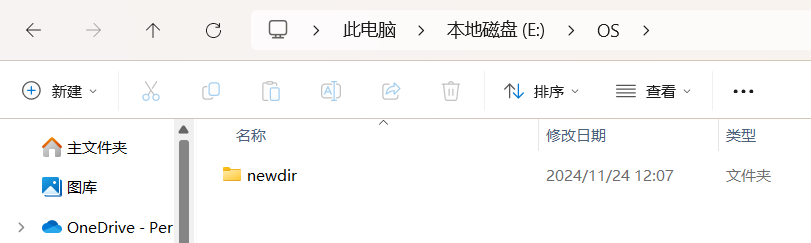 此电脑 本地磁盘 (E:) OS
新建 排序 查看
名称 修改日期 类型
主文件夹
newdir 2024/11/24 12:07 文件夹
图库
OneDrive - Per